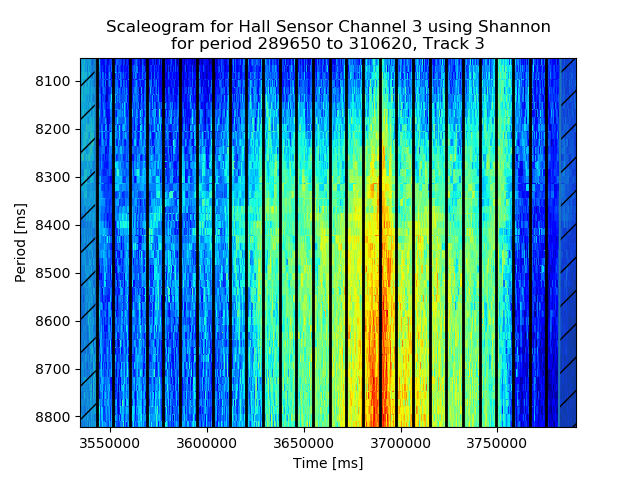 Scaleogram for Hall Sensor Channel 3 using Shannon
for period 289650 to 310620, Track 3
8100
8200
8300
8400
8500
8600
8700
8800
Period [ms]
3550000 3600000 3650000 3700000 3750000
Time [ms]